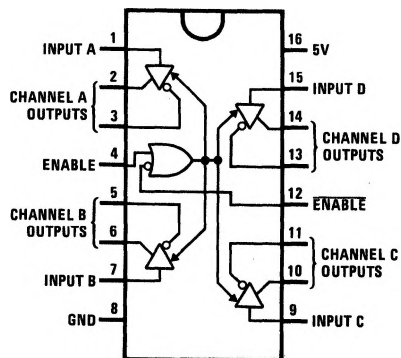 INPUT A
1
2
CHANNEL A
OUTPUTS
3
ENABLE
4
5
CHANNEL B
OUTPUTS
6
INPUT B
7
GND
8
16
5V
15
INPUT D
14
CHANNEL D
OUTPUTS
13
12
ENABLE
11
CHANNEL C
OUTPUTS
10
9
INPUT C